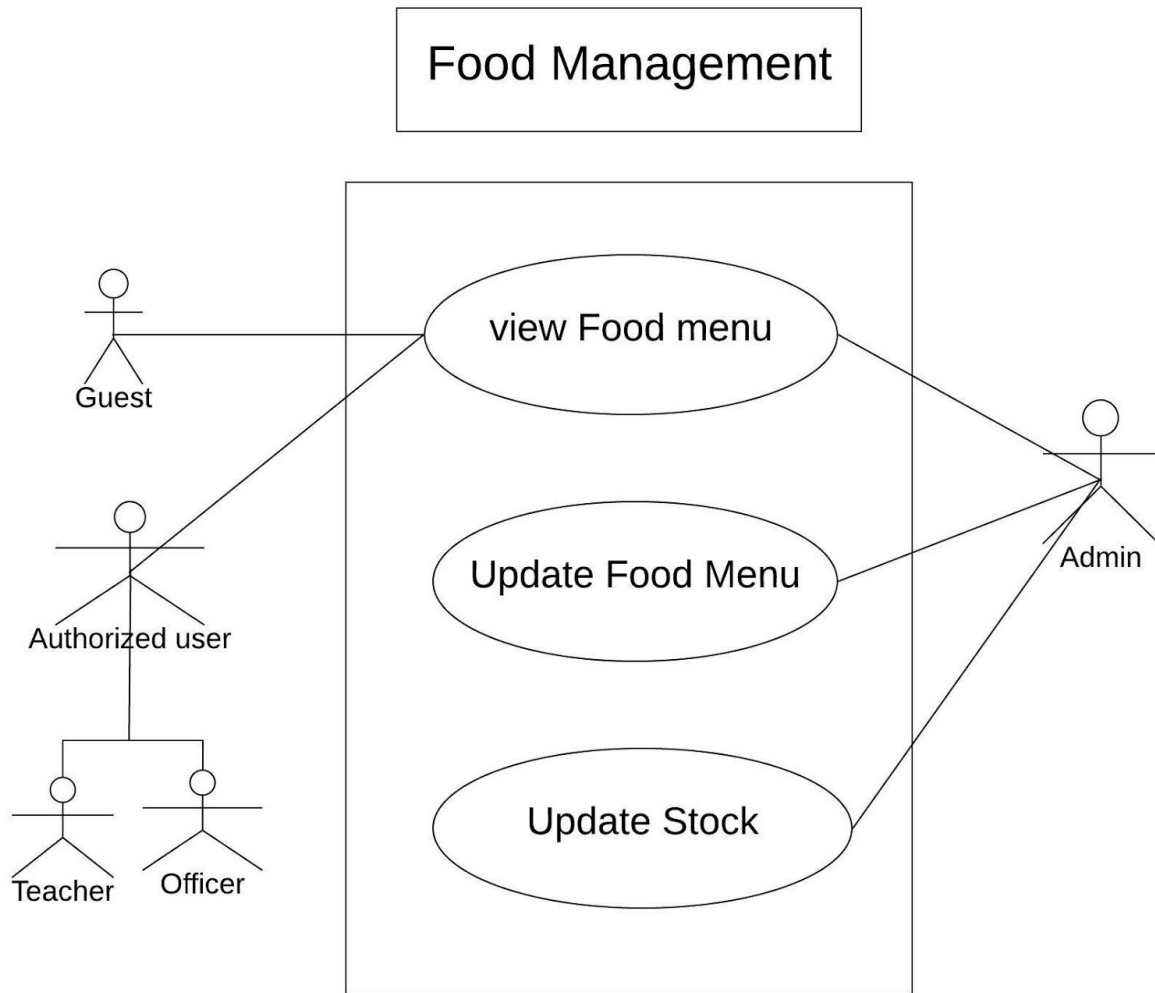 Food Management
view Food menu
Guest
Update Food Menu
Admin
Authorized user
Update Stock
Teacher
Officer